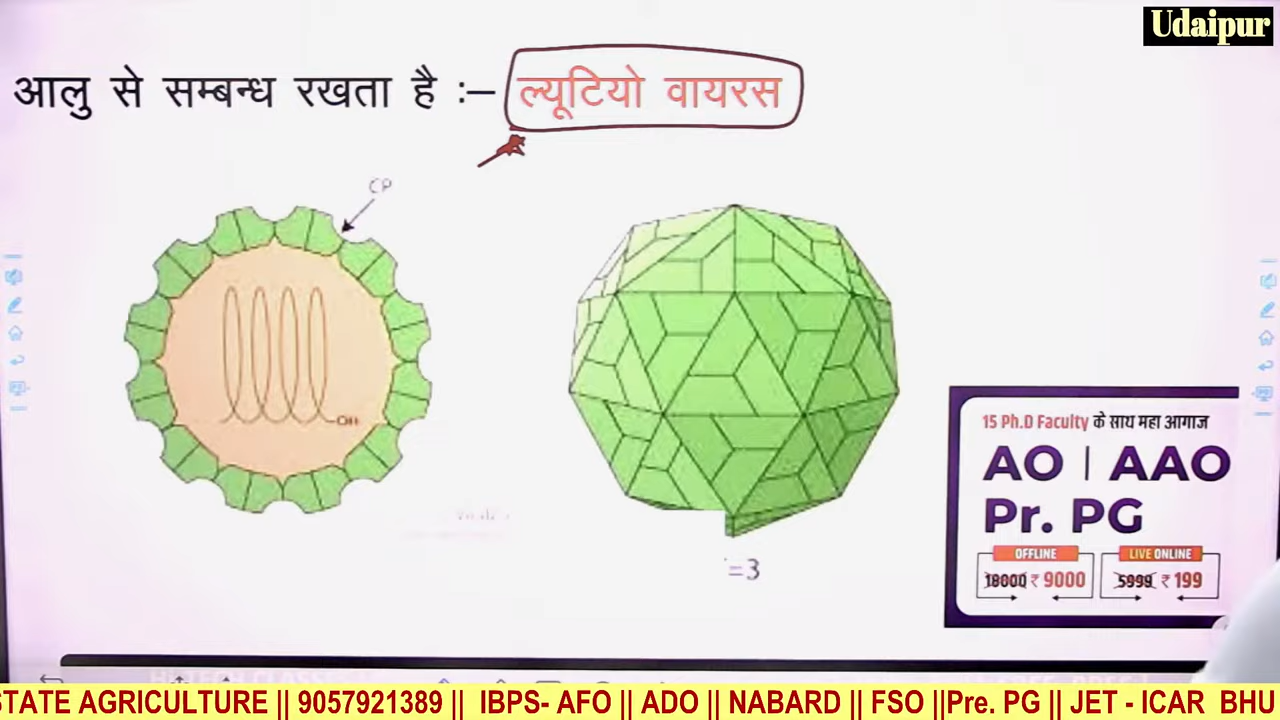 Udaipur
आलु से सम्बन्ध रखता है :– ल्यूटियो वायरस
CP
OH
=3
15 Ph.D Faculty के साथ महा आगाज
AO | AAO
Pr. PG
OFFLINE
18000 ₹ 9000
LIVE ONLINE
5999 ₹ 199
STATE AGRICULTURE || 9057921389 || IBPS- AFO || ADO || NABARD || FSO ||Pre. PG || JET - ICAR BHU